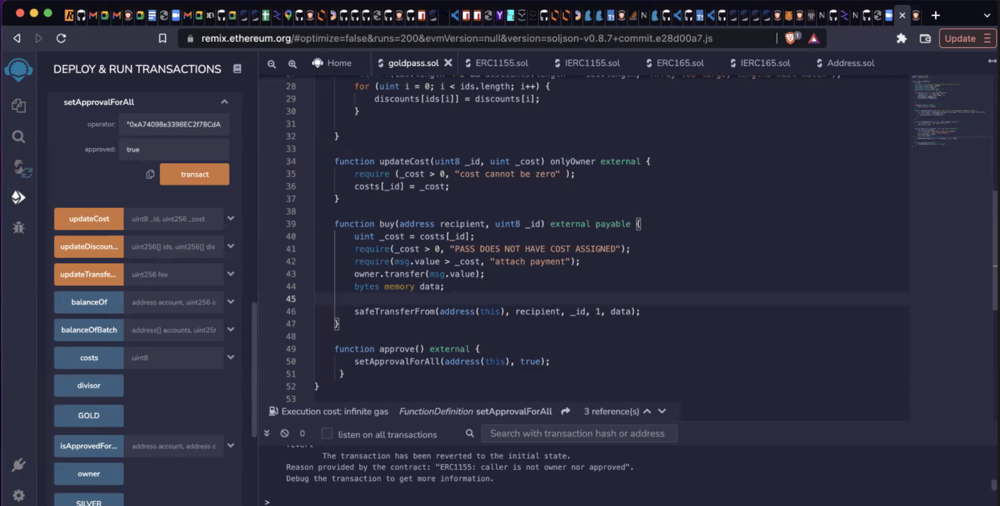 remix.ethereum.org/#optimize=false&runs=200&evmVersion=null&version=soljson-v0.8.7+commit.e28d00a7.js
1
Update
DEPLOY & RUN TRANSACTIONS
Home
goldpass.sol
ERC1155.sol
IERC1155.sol
ERC165.sol
IERC165.sol
Address.sol
setApprovalForAll
operator:
"0xA74098e3398EC2f78CdA
approved:
true
transact
updateCost
uint8 _id, uint256 _cost
updateDiscoun...
uint256[] ids, uint256[] dis
updateTransfe...
uint256 fee
balanceOf
address account, uint256 ic
balanceOfBatch
address[] accounts, uint25
costs
uint8
divisor
GOLD
isApprovedFor...
address account, address c
owner
SILVER
28 for (uint i = 0; i < ids.length; i++) {
29 discounts[ids[i]] = discounts[i];
30 }
31
32 }
33
34 function updateCost(uint8 _id, uint _cost) onlyOwner external {
35 require (_cost > 0, "cost cannot be zero" );
36 costs[_id] = _cost;
37 }
38
39 function buy(address recipient, uint8 _id) external payable {
40 uint _cost = costs[_id];
41 require(_cost > 0, "PASS DOES NOT HAVE COST ASSIGNED");
42 require(msg.value > _cost, "attach payment");
43 owner.transfer(msg.value);
44 bytes memory data;
45
46 safeTransferFrom(address(this), recipient, _id, 1, data);
47 }
48
49 function approve() external {
50 setApprovalForAll(address(this), true);
51 }
52 }
53
Execution cost: infinite gas FunctionDefinition setApprovalForAll 3 reference(s)
0 listen on all transactions Search with transaction hash or address
revert
The transaction has been reverted to the initial state.
Reason provided by the contract: "ERC1155: caller is not owner nor approved".
Debug the transaction to get more information.
>